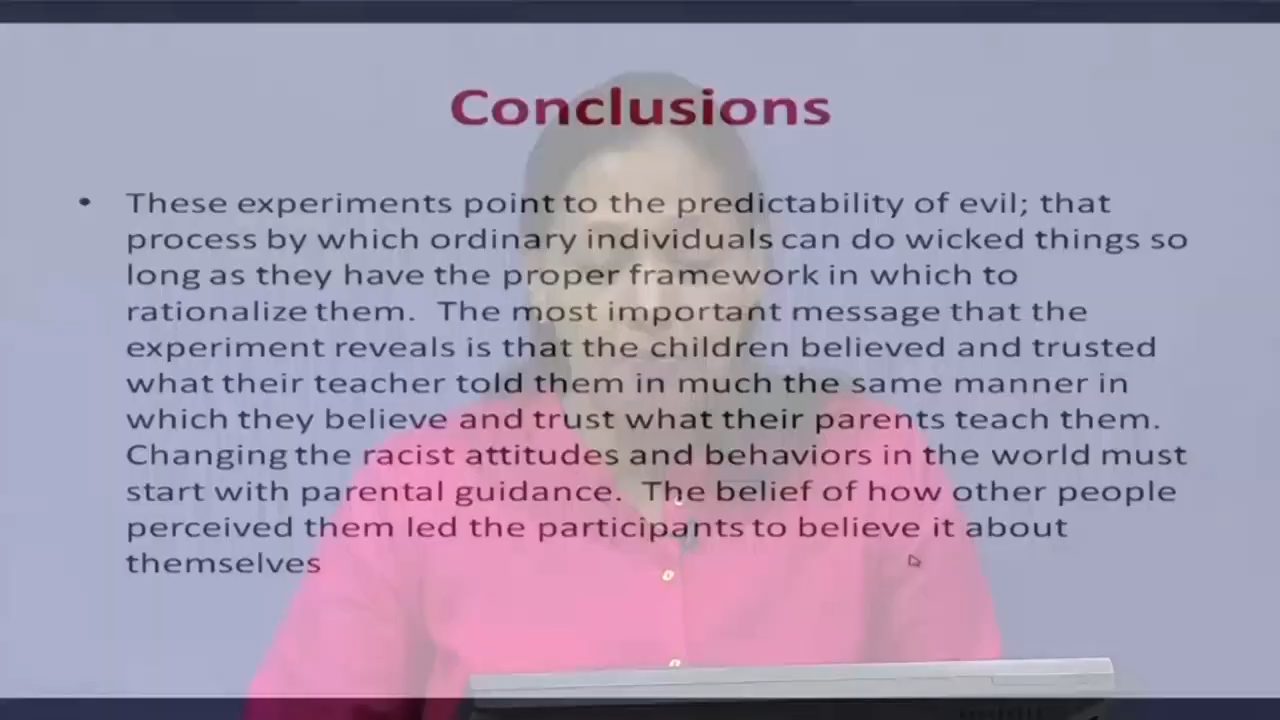 Conclusions
• These experiments point to the predictability of evil; that
process by which ordinary individuals can do wicked things so
long as they have the proper framework in which to
rationalize them. The most important message that the
experiment reveals is that the children believed and trusted
what their teacher told them in much the same manner in
which they believe and trust what their parents teach them.
Changing the racist attitudes and behaviors in the world must
start with parental guidance. The belief of how other people
perceived them led the participants to believe it about
themselves